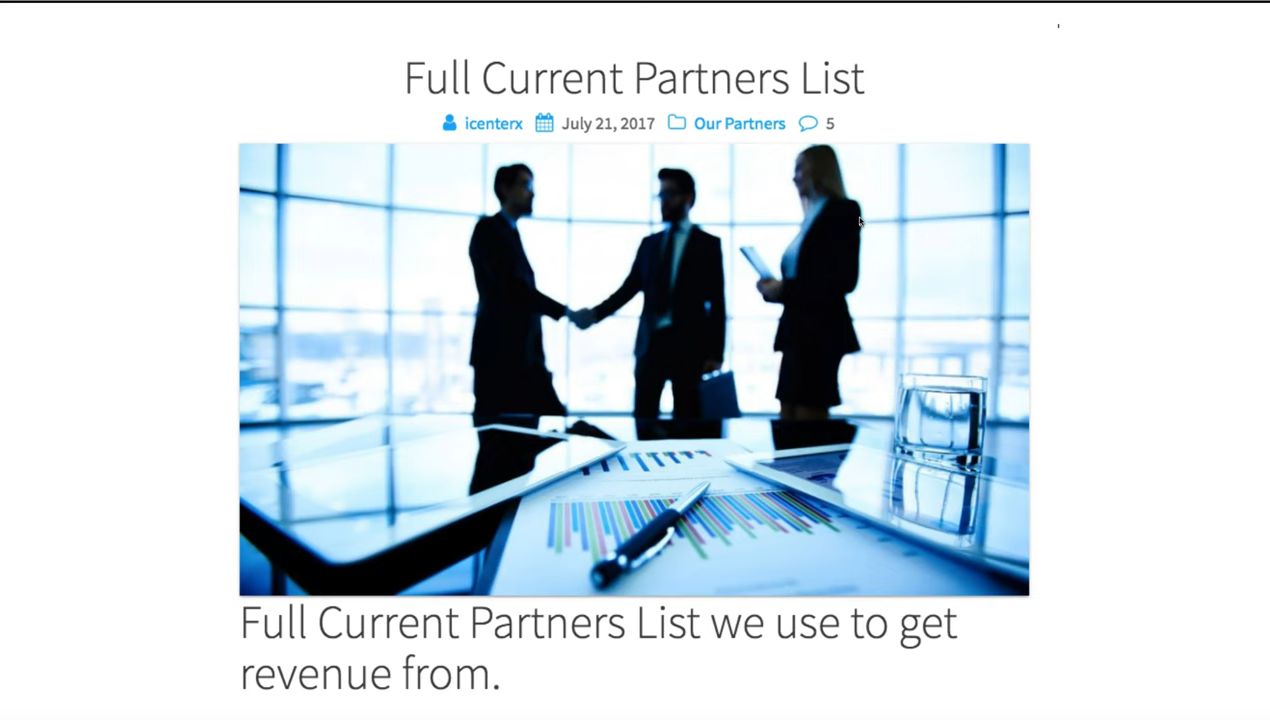 Full Current Partners List
icenterx July 21, 2017 Our Partners 5
Full Current Partners List we use to get
revenue from.